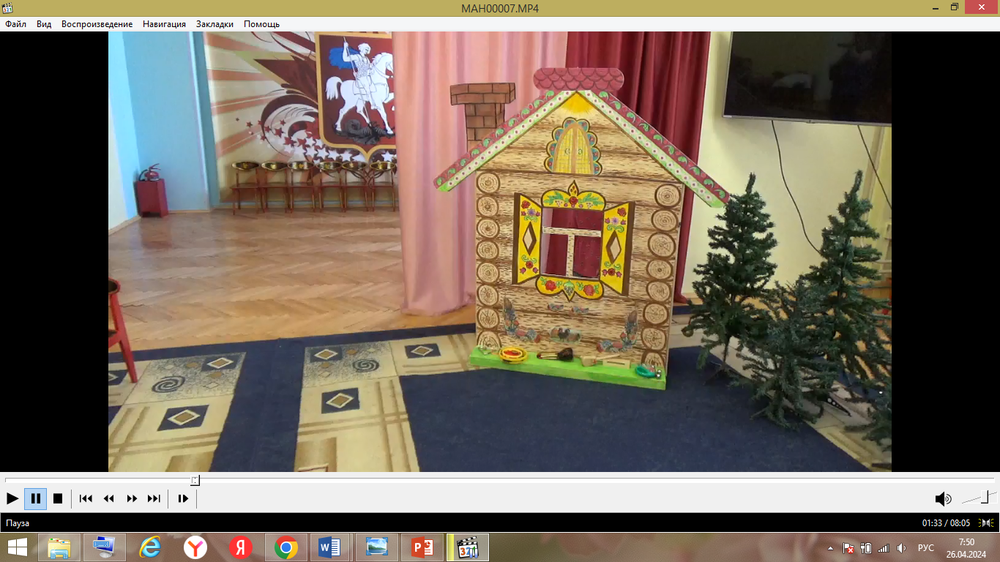 MAH00007.MP4
Файл Вид Воспроизведение Навигация Закладки Помощь
Пауза
01:33 / 08:05
РУС
7:50
26.04.2024